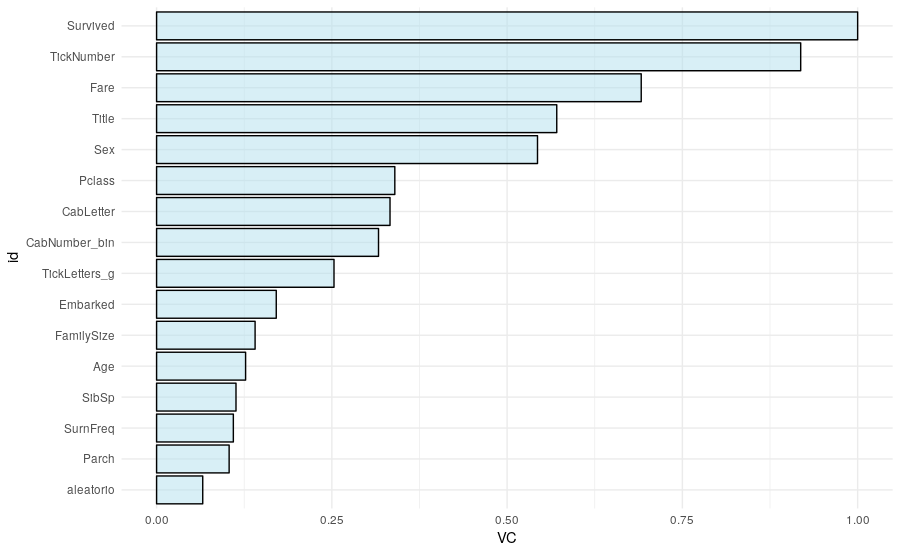 Survived
TickNumber
Fare
Title
Sex
Pclass
CabLetter
CabNumber_bin
TickLetters_g
Embarked
FamilySize
Age
SibSp
SurnFreq
Parch
aleatorio
id
0.00 0.25 0.50 0.75 1.00
VC